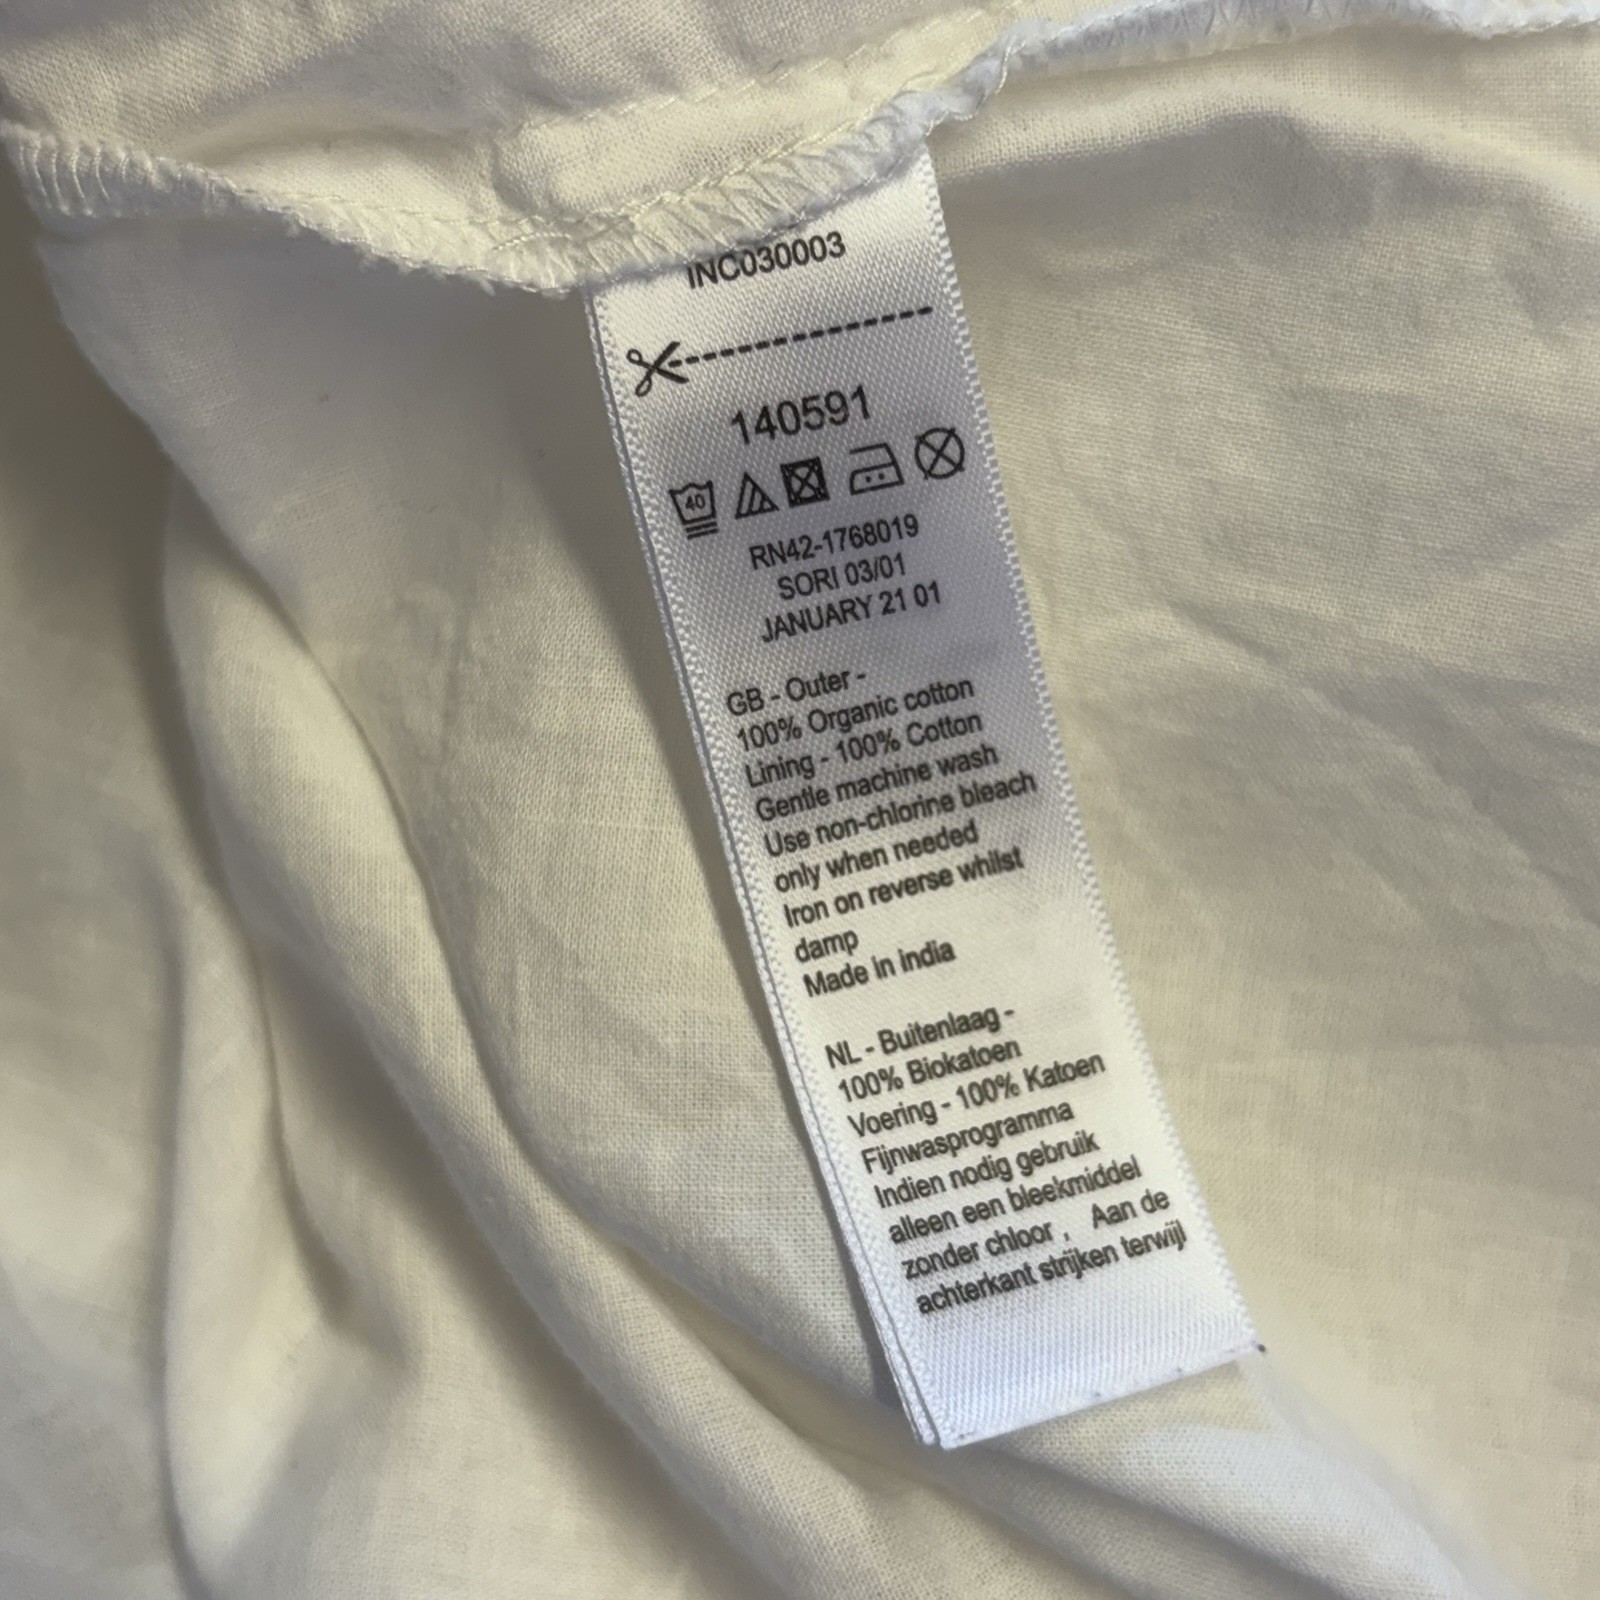 INC030003
140591
40
RN42-1768019
SORI 03/01
JANUARY 21 01
GB - Outer -
100% Organic cotton
Lining - 100% Cotton
Gentle machine wash
Use non-chlorine bleach
only when needed
Iron on reverse whilst
damp
Made in india
NL - Buitenlaag -
100% Biokatoen
Voering - 100% Katoen
Fijnwasprogramma
Indien nodig gebruik
alleen een bleekmiddel
zonder chloor , Aan de
achterkant strijken terwijl